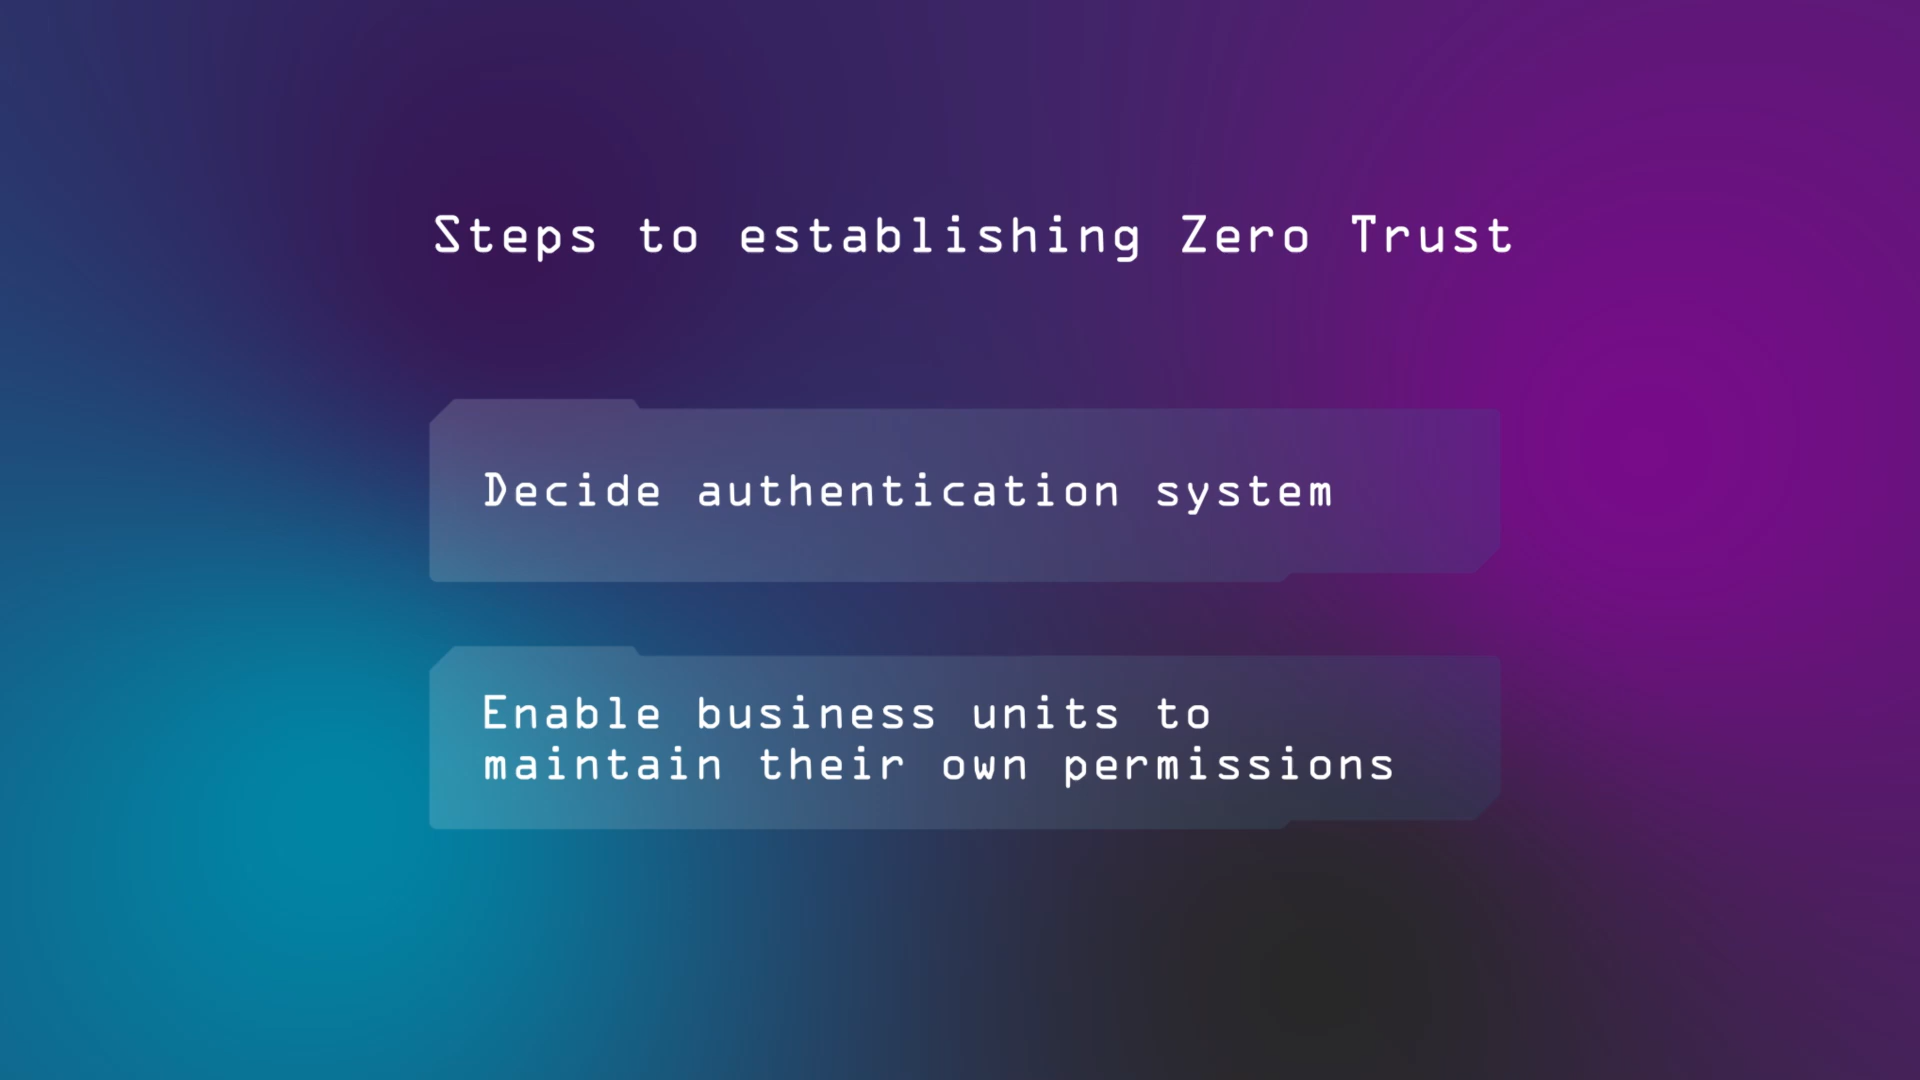 Steps to establishing Zero Trust
Decide authentication system
Enable business units to
maintain their own permissions